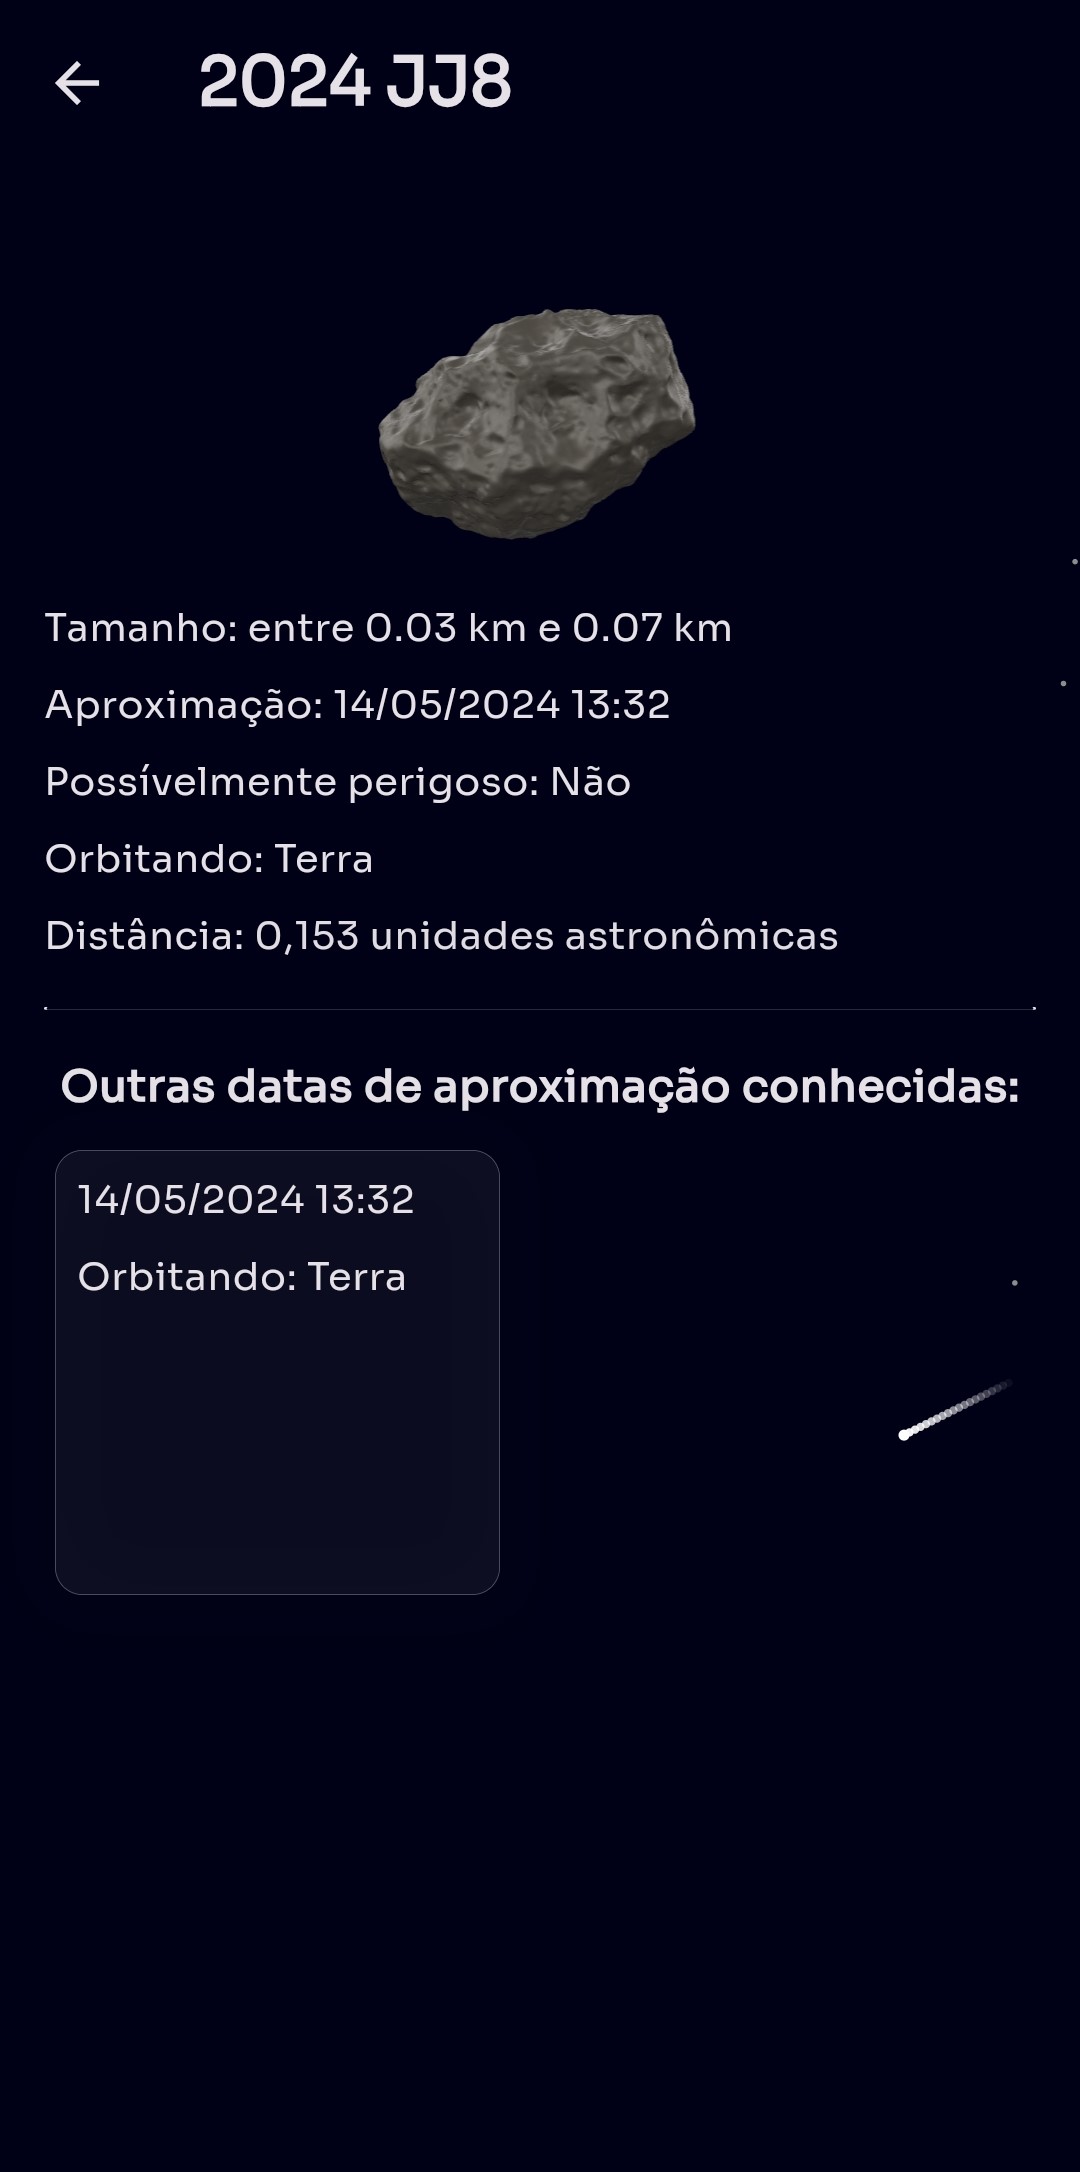 2024 JJ8
Tamanho: entre 0.03 km e 0.07 km
Aproximação: 14/05/2024 13:32
Possívelmente perigoso: Não
Orbitando: Terra
Distância: 0,153 unidades astronômicas
Outras datas de aproximação conhecidas:
14/05/2024 13:32
Orbitando: Terra